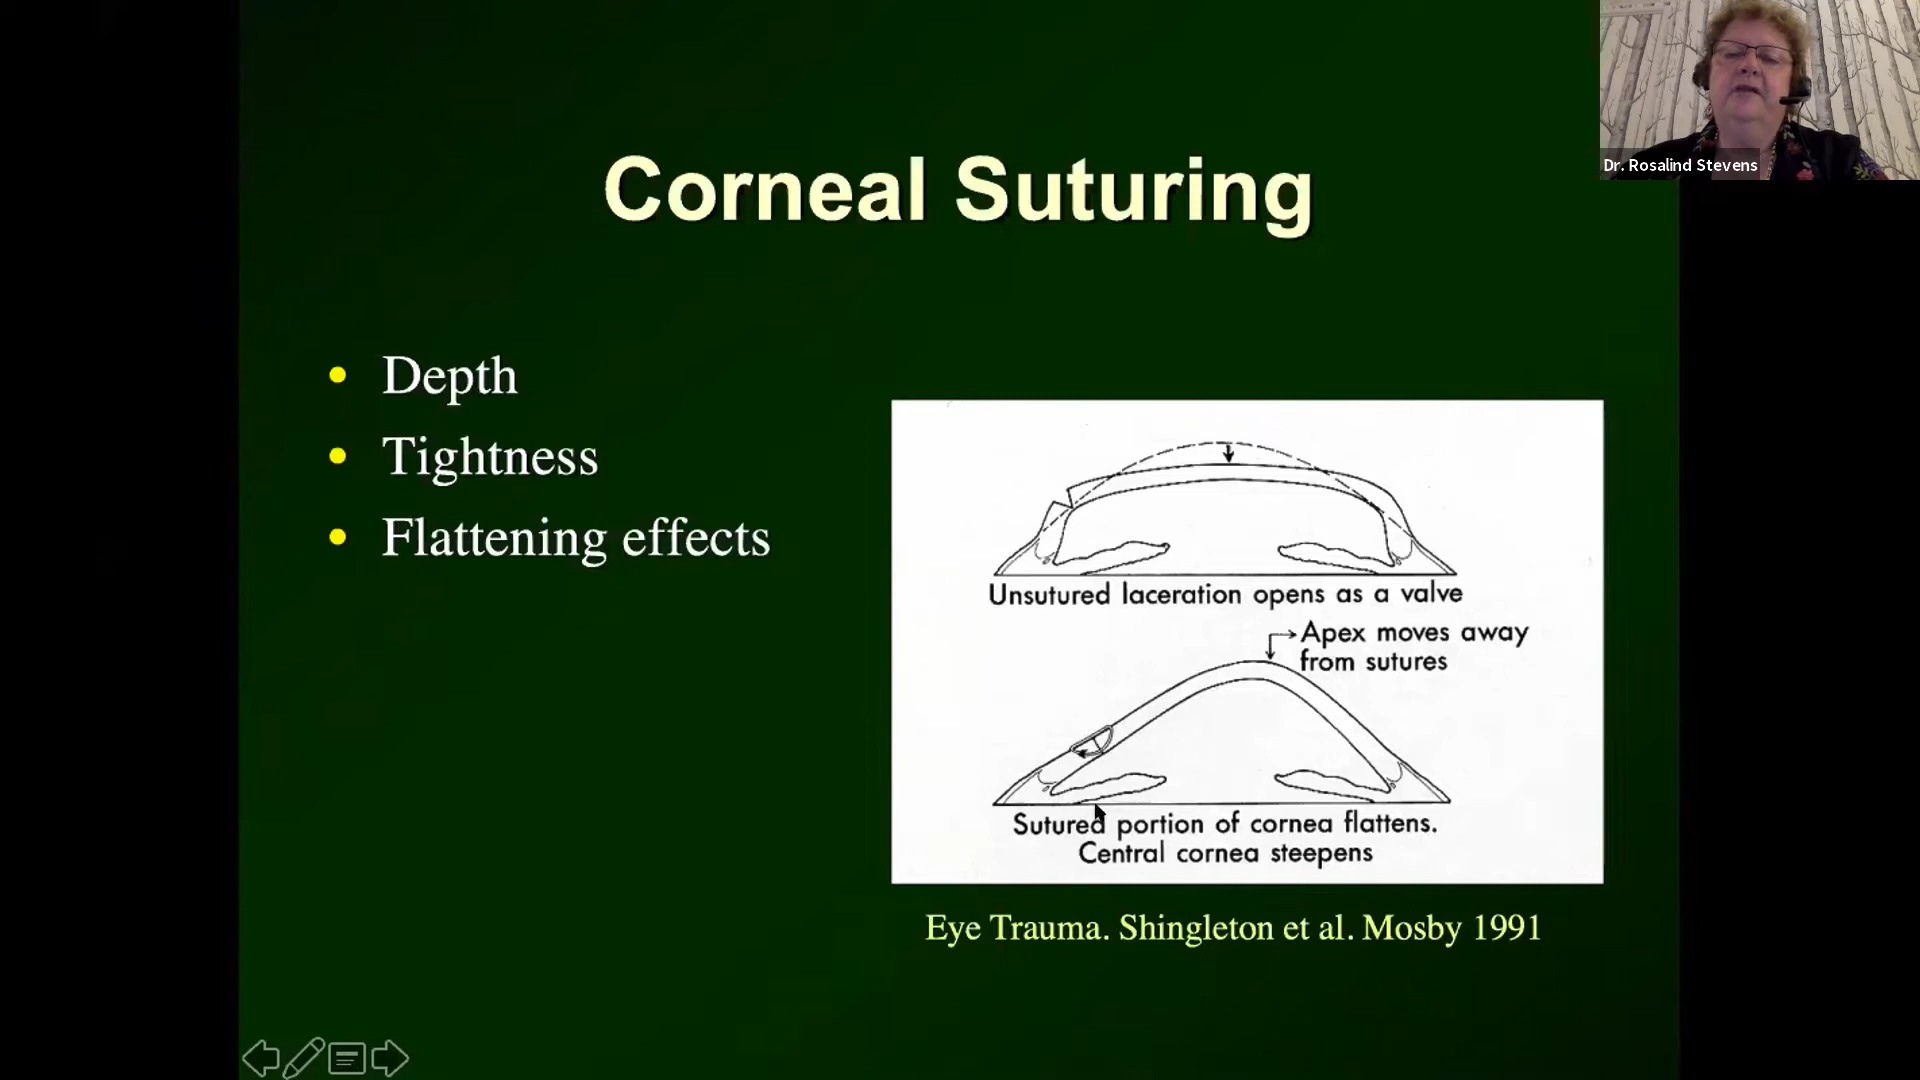 Corneal Suturing
Dr. Rosalind Stevens
• Depth
• Tightness
• Flattening effects
Unsutured laceration opens as a valve
Apex moves away
from sutures
Sutured portion of cornea flattens.
Central cornea steepens
Eye Trauma. Shingleton et al. Mosby 1991